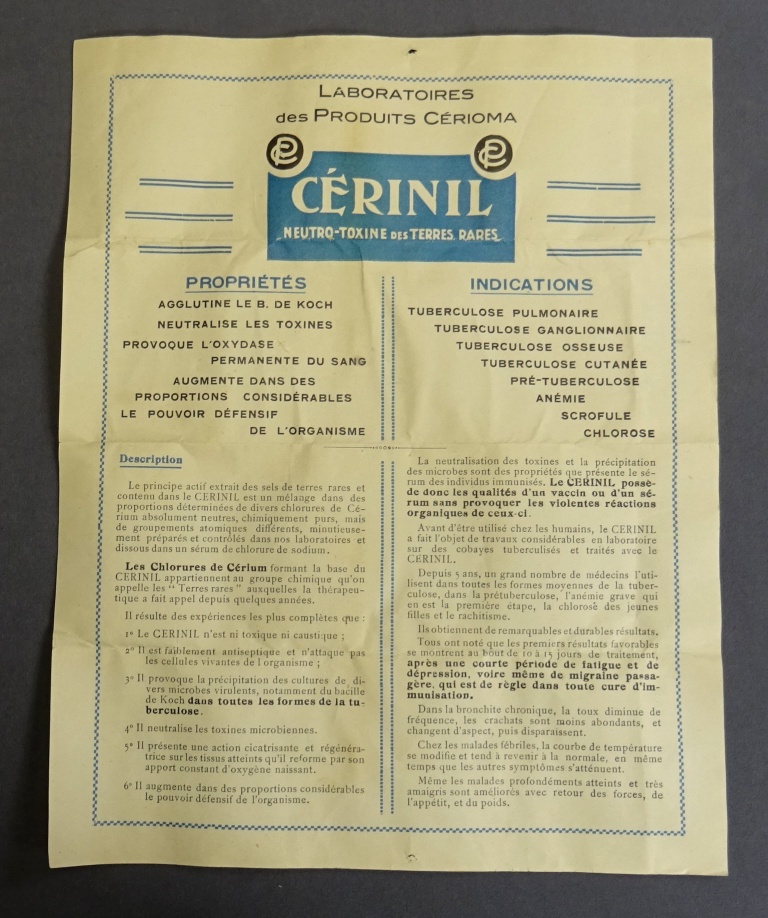 LABORATOIRES
des PRODUITS CÉRIOMA
CÉRINIL
NEUTRO-TOXINE DES TERRES RARES
PROPRIÉTÉS
AGGLUTINE LE B. DE KOCH
NEUTRALISE LES TOXINES
PROVOQUE L'OXYDASE
PERMANENTE DU SANG
AUGMENTE DANS DES
PROPORTIONS CONSIDÉRABLES
LE POUVOIR DÉFENSIF
DE L'ORGANISME
INDICATIONS
TUBERCULOSE PULMONAIRE
TUBERCULOSE GANGLIONNAIRE
TUBERCULOSE OSSEUSE
TUBERCULOSE CUTANÉE
PRÉ-TUBERCULOSE
ANÉMIE
SCROFULE
CHLOROSE
Description
Le principe actif extrait des sels de terres rares et
contenu dans le CERINIL est un mélange dans des
proportions déterminées de divers chlorures de Cé-
rium absolument neutres, chimiquement purs, mais
de groupements atomiques différents, minutieuse-
ment préparés et contrôlés dans nos laboratoires et
dissous dans un sérum de chlorure de sodium.
Les Chlorures de Cérium formant la base du
CERINIL appartiennent au groupe chimique qu'on
appelle les "Terres rares" auxquelles la thérapeu-
tique a fait appel depuis quelques années.
Il résulte des expériences les plus complètes que :
1º Le CERINIL n'est ni toxique ni caustique ;
2º Il est faiblement antiseptique et n'attaque pas
les cellules vivantes de l'organisme ;
3º Il provoque la précipitation des cultures de di-
vers microbes virulents, notamment du bacille
de Koch dans toutes les formes de la tu-
berculose.
4º Il neutralise les toxines microbiennes.
5º Il présente une action cicatrisante et régénéra-
trice sur les tissus atteints qu'il reforme par son
apport constant d'oxygène naissant.
6º Il augmente dans des proportions considérables
le pouvoir défensif de l'organisme.
La neutralisation des toxines et la précipitation
des microbes sont des propriétés que présente le sé-
rum des individus immunisés. Le CERINIL possè-
de donc les qualités d'un vaccin ou d'un sé-
rum sans provoquer les violentes réactions
organiques de ceux-ci.
Avant d'être utilisé chez les humains, le CERINIL
a fait l'objet de travaux considérables en laboratoire
sur des cobayes tuberculisés et traités avec le
CERINIL.
Depuis 5 ans, un grand nombre de médecins l'uti-
lisent dans toutes les formes moyennes de la tuber-
culose, dans la prétuberculose, l'anémie grave qui
en est la première étape, la chlorose des jeunes
filles et le rachitisme.
Ils obtiennent de remarquables et durables résultats.
Tous ont noté que les premiers résultats favorables
se montrent au bout de 10 à 15 jours de traitement,
après une courte période de fatigue et de
dépression, voire même de migraine passa-
gère, qui est de règle dans toute cure d'im-
munisation.
Dans la bronchite chronique, la toux diminue de
fréquence, les crachats sont moins abondants, et
changent d'aspect, puis disparaissent.
Chez les malades fébriles, la courbe de température
se modifie et tend à revenir à la normale, en même
temps que les autres symptômes s'atténuent.
Même les malades profondéments atteints et très
amaigris sont améliorés avec retour des forces, de
l'appétit, et du poids.